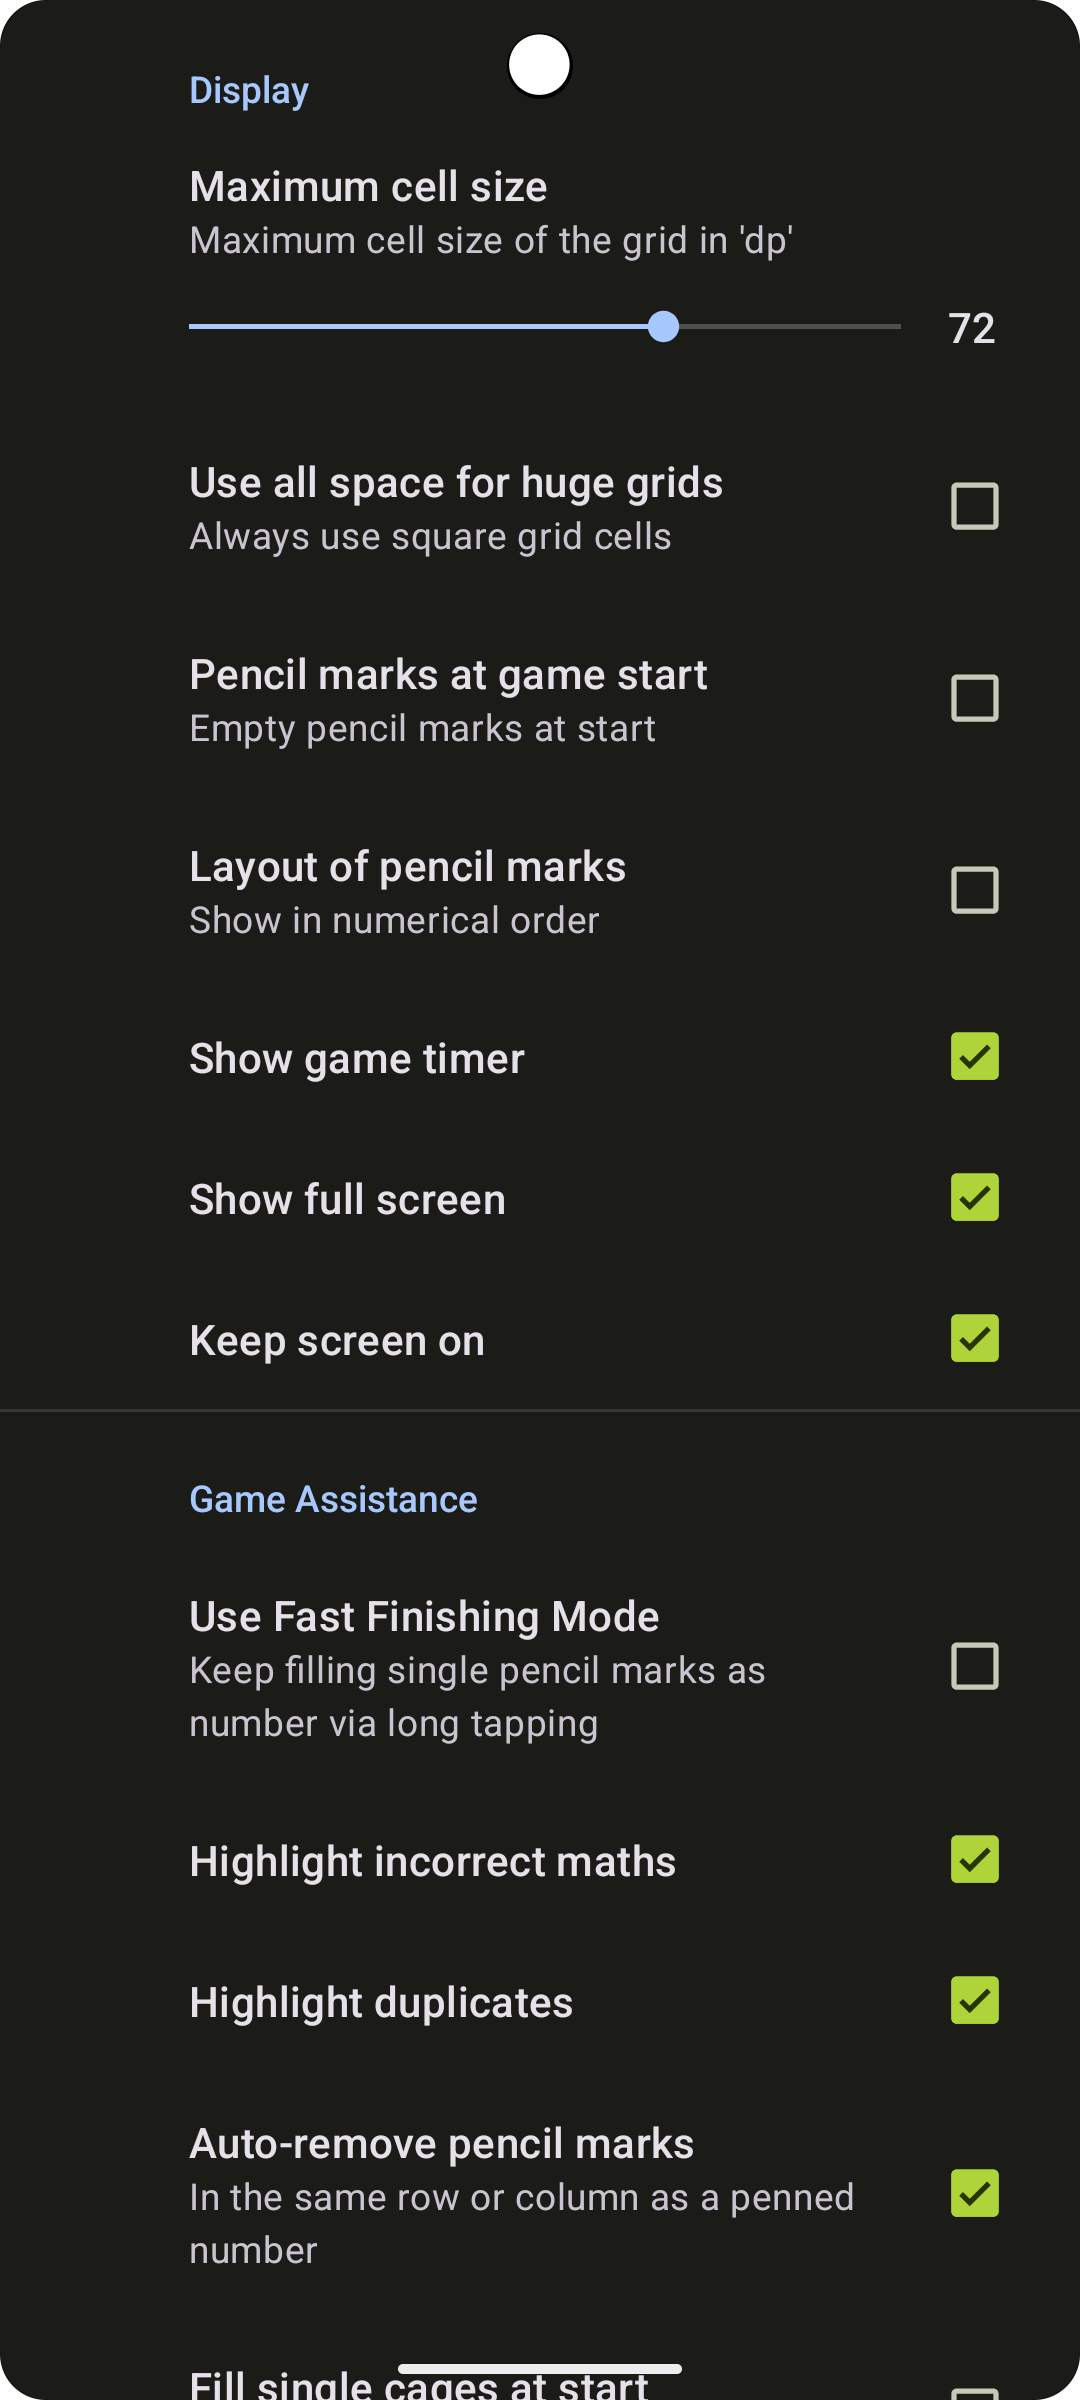 Display
Maximum cell size
Maximum cell size of the grid in 'dp'
72
Use all space for huge grids
Always use square grid cells
Pencil marks at game start
Empty pencil marks at start
Layout of pencil marks
Show in numerical order
Show game timer
Show full screen
Keep screen on
Game Assistance
Use Fast Finishing Mode
Keep filling single pencil marks as
number via long tapping
Highlight incorrect maths
Highlight duplicates
Auto-remove pencil marks
In the same row or column as a penned
number
Fill single cages at start